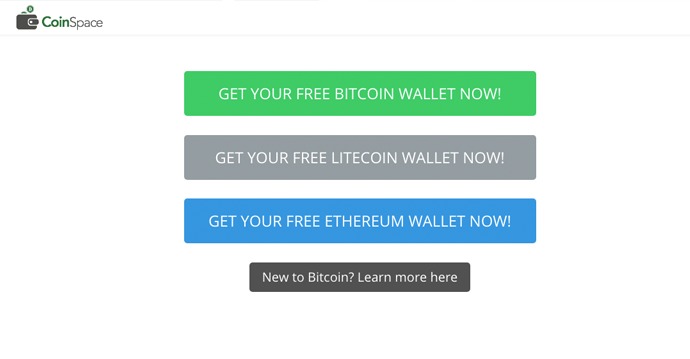 CoinSpace
GET YOUR FREE BITCOIN WALLET NOW!
GET YOUR FREE LITECOIN WALLET NOW!
GET YOUR FREE ETHEREUM WALLET NOW!
New to Bitcoin? Learn more here